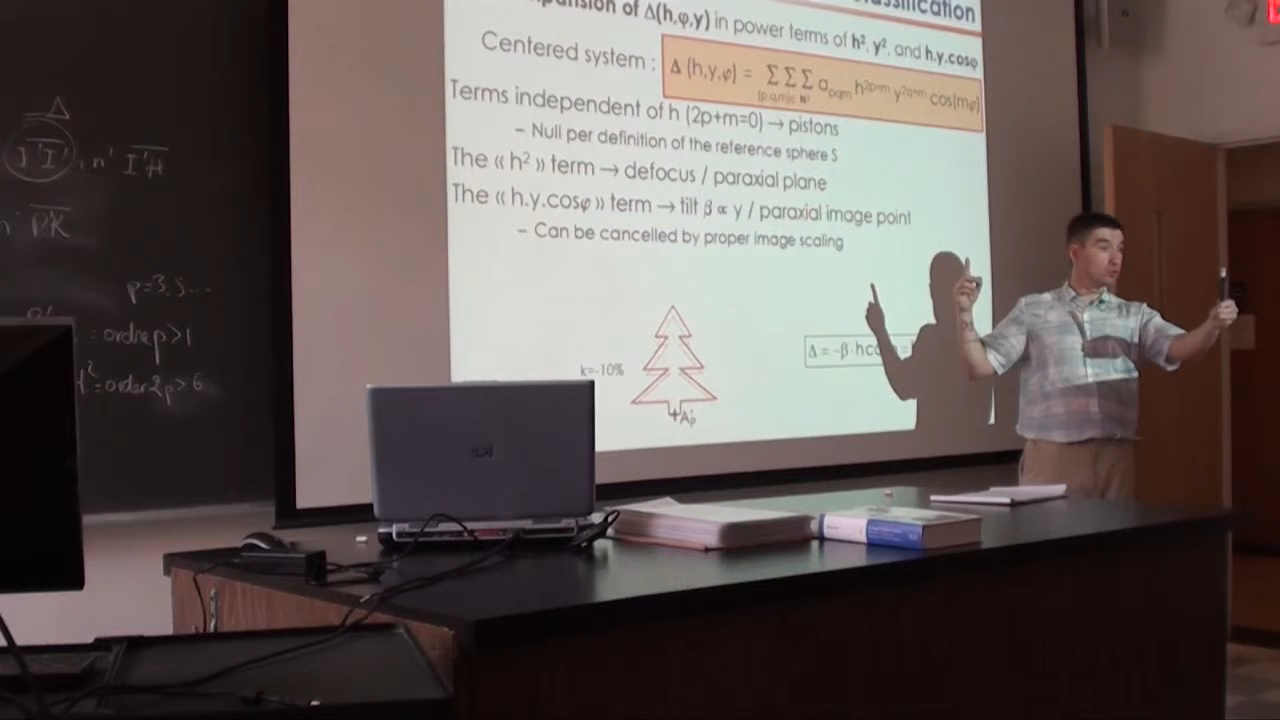 Classification
expansion of Δ(h,φ,y) in power terms of h², y², and h.y.cosφ
Centered system : Δ (h,y,φ) = Σ Σ Σ a_pqm h^2p+m y^2q+m cos(mφ)
(p,q,m)∈ N³
Terms independent of h (2p+m=0) → pistons
– Null per definition of the reference sphere S
The « h² » term → defocus / paraxial plane
The « h.y.cosφ » term → tilt β ∝ y / paraxial image point
– Can be cancelled by proper image scaling
k=-10%
A'p
Δ = -β·hc
Δ
J'I' + n' I'H
n' P'K
p=3,5...
= ordre p>1
= order 2p>6